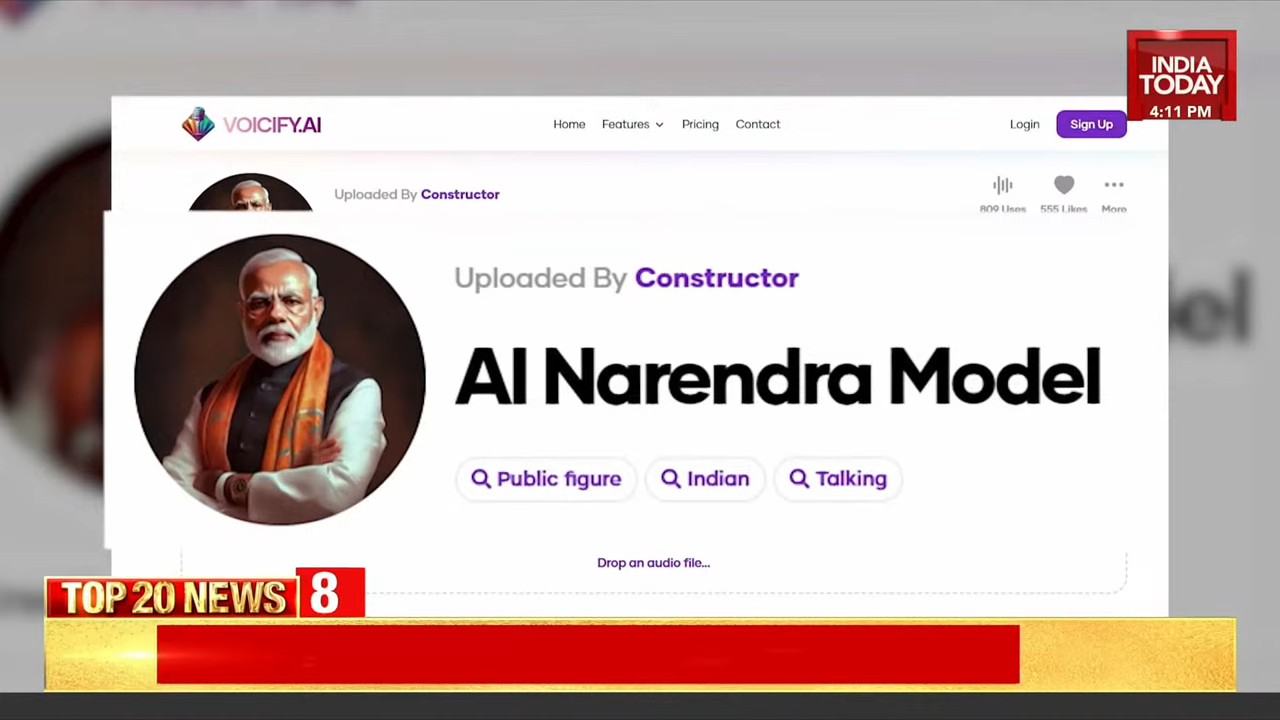 INDIA
TODAY
4:11 PM
VOICIFY.AI
Home Features Pricing Contact
Login Sign Up
Uploaded By Constructor
809 Uses 555 Likes More
Uploaded By Constructor
AI Narendra Model
Public figure Indian Talking
Drop an audio file...
TOP 20 NEWS 8